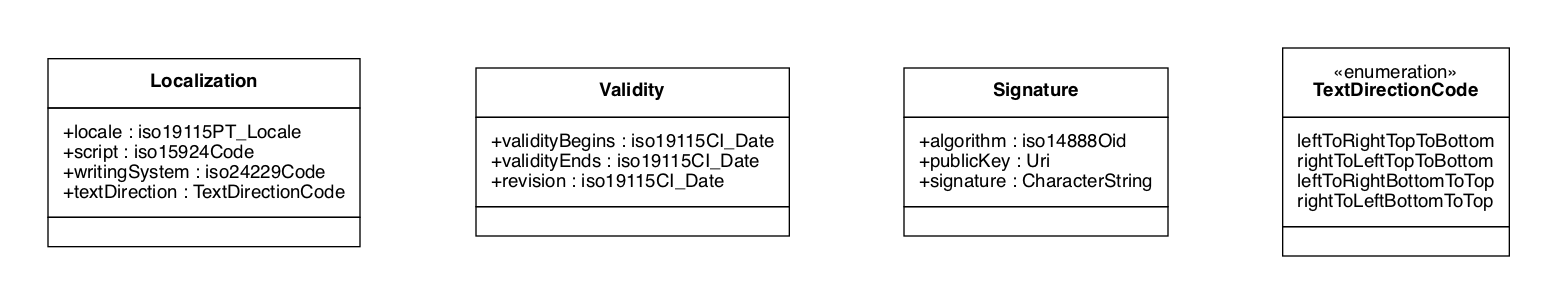 Localization
+locale : iso19115PT_Locale
+script : iso15924Code
+writingSystem : iso24229Code
+textDirection : TextDirectionCode
Validity
+validityBegins : iso19115CI_Date
+validityEnds : iso19115CI_Date
+revision : iso19115CI_Date
Signature
+algorithm : iso14888Oid
+publicKey : Uri
+signature : CharacterString
«enumeration»
TextDirectionCode
leftToRightTopToBottom
rightToLeftTopToBottom
leftToRightBottomToTop
rightToLeftBottomToTop